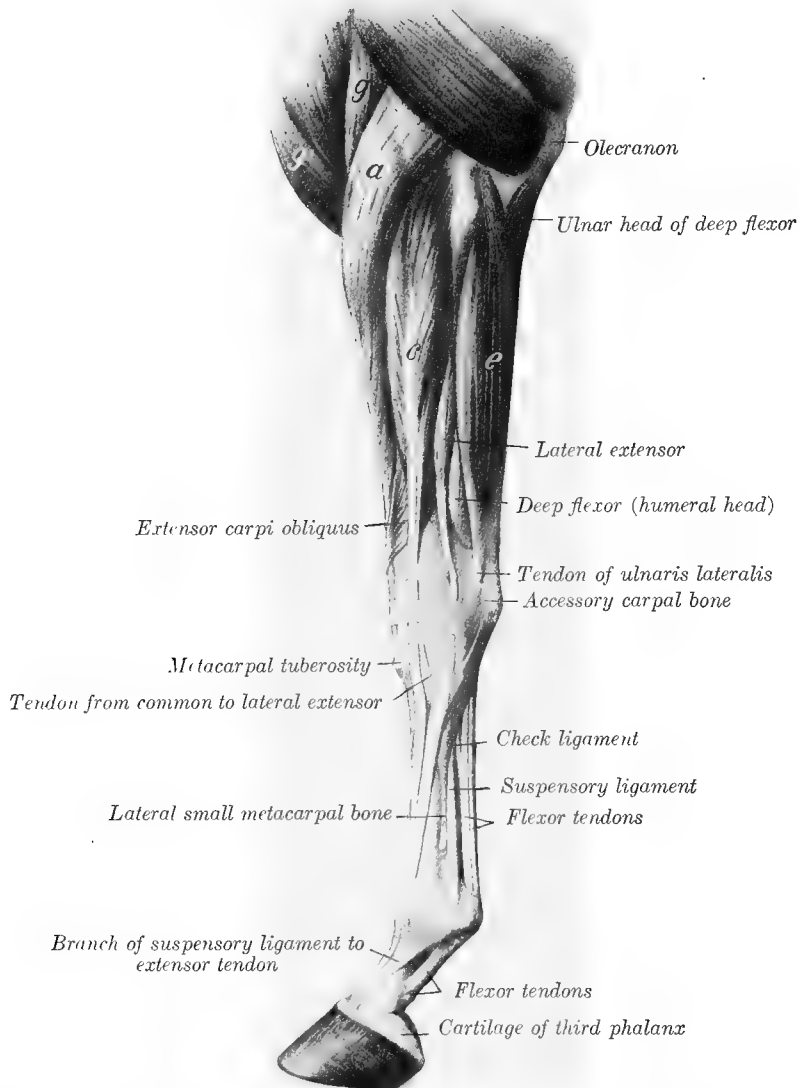 g
g'
a
Olecranon
Ulnar head of deep flexor
c
e
Lateral extensor
Deep flexor (humeral head)
Extensor carpi obliquus
Tendon of ulnaris lateralis
Accessory carpal bone
Metacarpal tuberosity
Tendon from common to lateral extensor
Check ligament
Suspensory ligament
Lateral small metacarpal bone
Flexor tendons
Branch of suspensory ligament to
extensor tendon
Flexor tendons
Cartilage of third phalanx